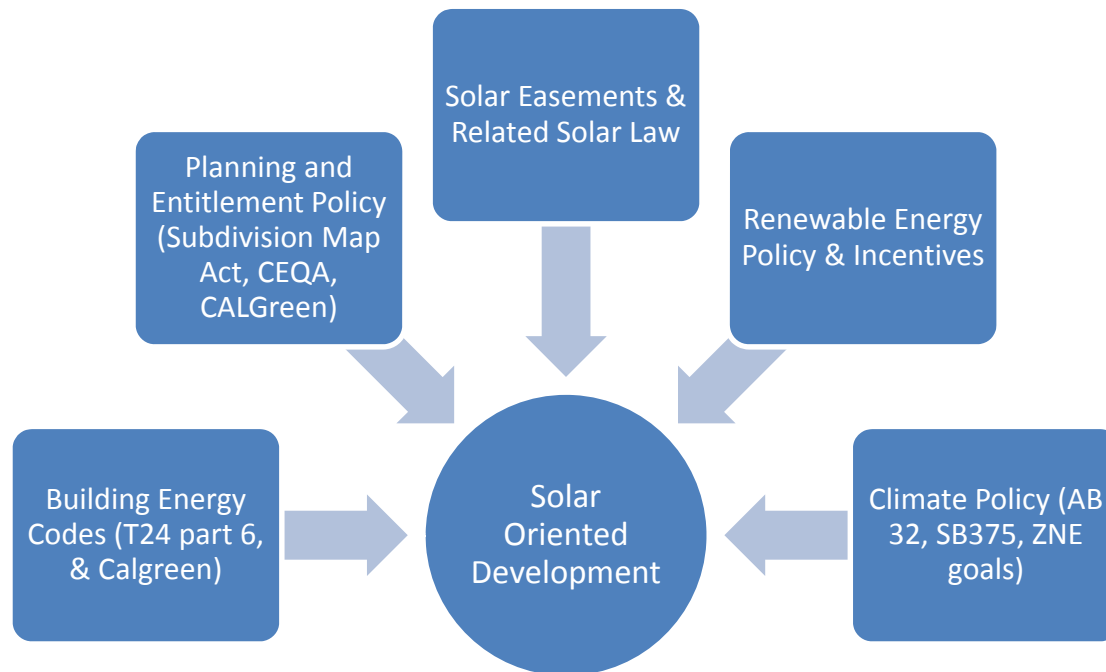 Solar Easements &
Related Solar Law
Planning and
Entitlement Policy
(Subdivision Map
Act, CEQA,
CALGreen)
Renewable Energy
Policy & Incentives
Building Energy
Codes (T24 part 6,
& Calgreen)
Solar
Oriented
Development
Climate Policy (AB
32, SB375, ZNE
goals)